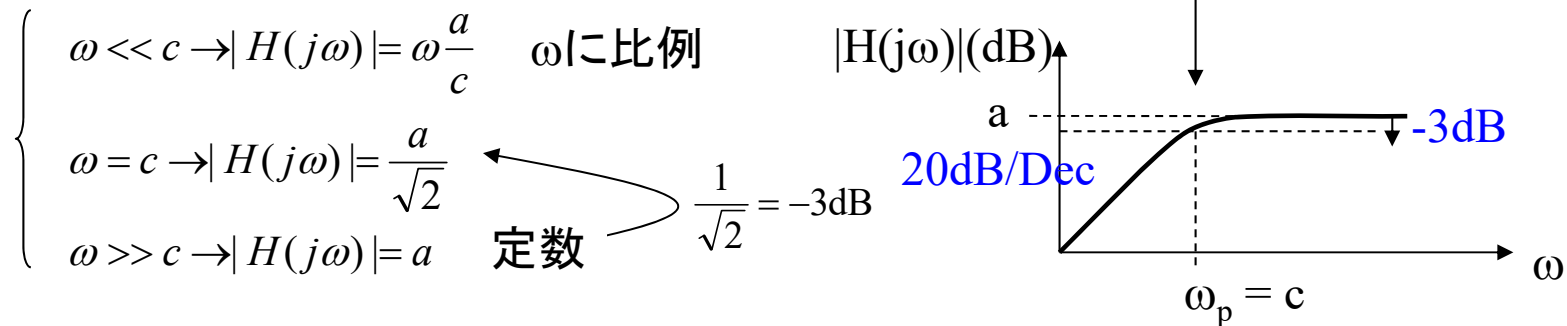 ω << c →| H(jω) |= ω a/c ωに比例
ω = c →| H(jω) |= a/√2
ω >> c →| H(jω) |= a 定数
1/√2 = −3dB
|H(jω)|(dB)
a
-3dB
20dB/Dec
ω
ωp = c